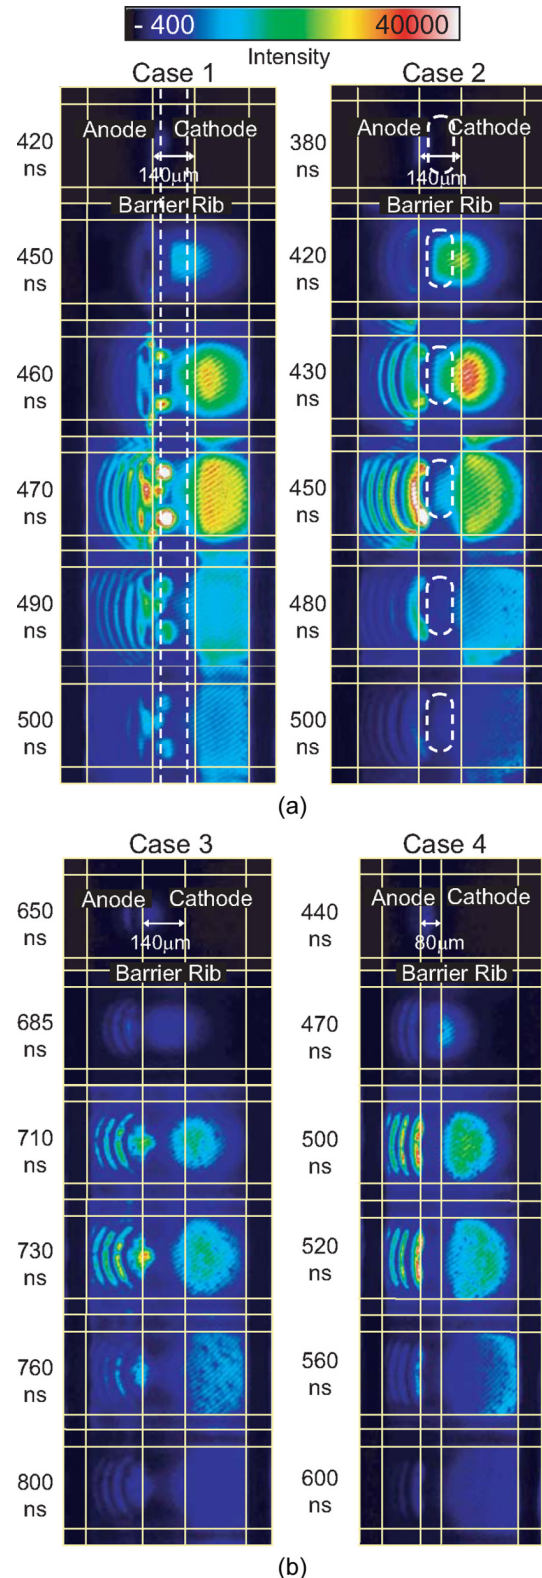 - 400 40000
Intensity
Case 1 Case 2
Anode Cathode Anode Cathode
420 ns 380 ns
140μm 140μm
Barrier Rib Barrier Rib
450 ns 420 ns
460 ns 430 ns
470 ns 450 ns
490 ns 480 ns
500 ns 500 ns
(a)
Case 3 Case 4
Anode Cathode Anode Cathode
650 ns 440 ns
140μm 80μm
Barrier Rib Barrier Rib
685 ns 470 ns
710 ns 500 ns
730 ns 520 ns
760 ns 560 ns
800 ns 600 ns
(b)